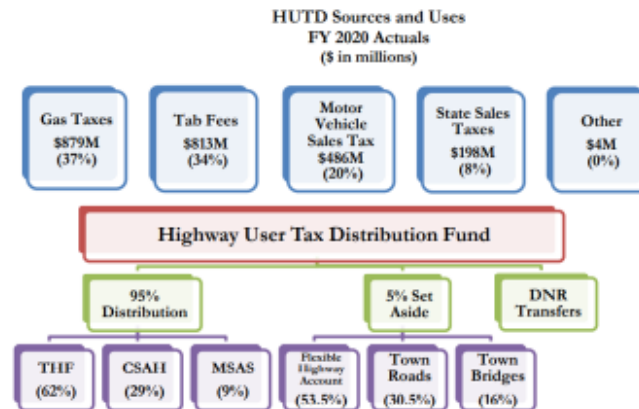 HUTD Sources and Uses
FY 2020 Actuals
($ in millions)
Gas Taxes
$879M
(37%)
Tab Fees
$813M
(34%)
Motor
Vehicle
Sales Tax
$486M
(20%)
State Sales
Taxes
$198M
(8%)
Other
$4M
(0%)
Highway User Tax Distribution Fund
95%
Distribution
5% Set
Aside
DNR
Transfers
THF
(62%)
CSAH
(29%)
MSAS
(9%)
Flexible
Highway
Account
(53.5%)
Town
Roads
(30.5%)
Town
Bridges
(16%)